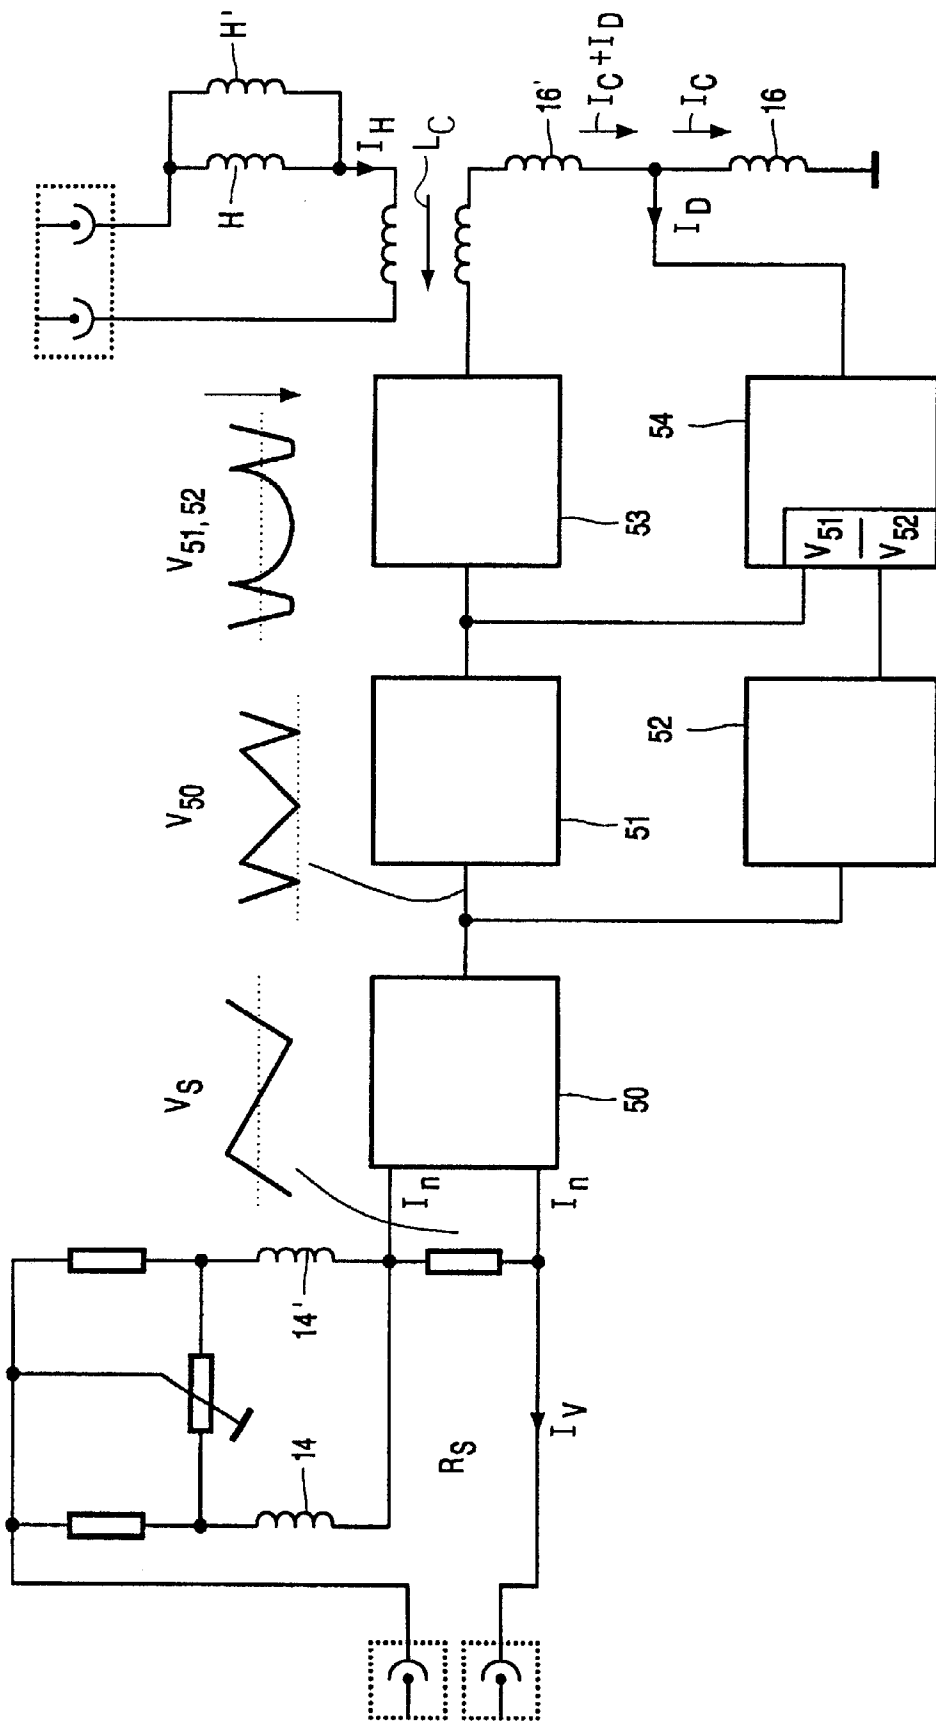 H'
H
I_H
L_C
16'
I_C+I_D
I_C
16
I_D
V_51,52
53
54
V_51
V_52
V_50
51
52
V_S
50
I_n
I_n
14'
14
R_S
I_V